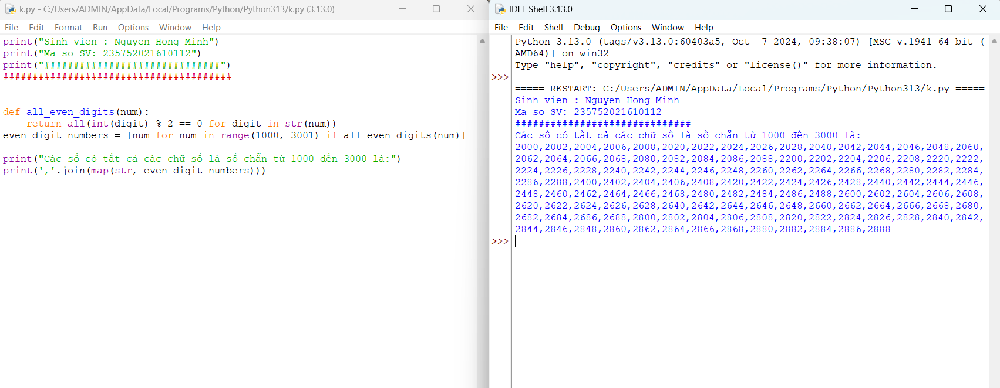 k.py - C:/Users/ADMIN/AppData/Local/Programs/Python/Python313/k.py (3.13.0)
File Edit Format Run Options Window Help
print("Sinh vien : Nguyen Hong Minh")
print("Ma so SV: 235752021610112")
print("##############################")
#######################################
def all_even_digits(num):
    return all(int(digit) % 2 == 0 for digit in str(num))
even_digit_numbers = [num for num in range(1000, 3001) if all_even_digits(num)]
print("Các số có tất cả các chữ số là số chẵn từ 1000 đến 3000 là:")
print(','.join(map(str, even_digit_numbers)))
IDLE Shell 3.13.0
File Edit Shell Debug Options Window Help
Python 3.13.0 (tags/v3.13.0:60403a5, Oct  7 2024, 09:38:07) [MSC v.1941 64 bit (
AMD64)] on win32
Type "help", "copyright", "credits" or "license()" for more information.
>>>
===== RESTART: C:/Users/ADMIN/AppData/Local/Programs/Python/Python313/k.py =====
Sinh vien : Nguyen Hong Minh
Ma so SV: 235752021610112
##############################
Các số có tất cả các chữ số là số chẵn từ 1000 đến 3000 là:
2000,2002,2004,2006,2008,2020,2022,2024,2026,2028,2040,2042,2044,2046,2048,2060,
2062,2064,2066,2068,2080,2082,2084,2086,2088,2200,2202,2204,2206,2208,2220,2222,
2224,2226,2228,2240,2242,2244,2246,2248,2260,2262,2264,2266,2268,2280,2282,2284,
2286,2288,2400,2402,2404,2406,2408,2420,2422,2424,2426,2428,2440,2442,2444,2446,
2448,2460,2462,2464,2466,2468,2480,2482,2484,2486,2488,2600,2602,2604,2606,2608,
2620,2622,2624,2626,2628,2640,2642,2644,2646,2648,2660,2662,2664,2666,2668,2680,
2682,2684,2686,2688,2800,2802,2804,2806,2808,2820,2822,2824,2826,2828,2840,2842,
2844,2846,2848,2860,2862,2864,2866,2868,2880,2882,2884,2886,2888
>>>